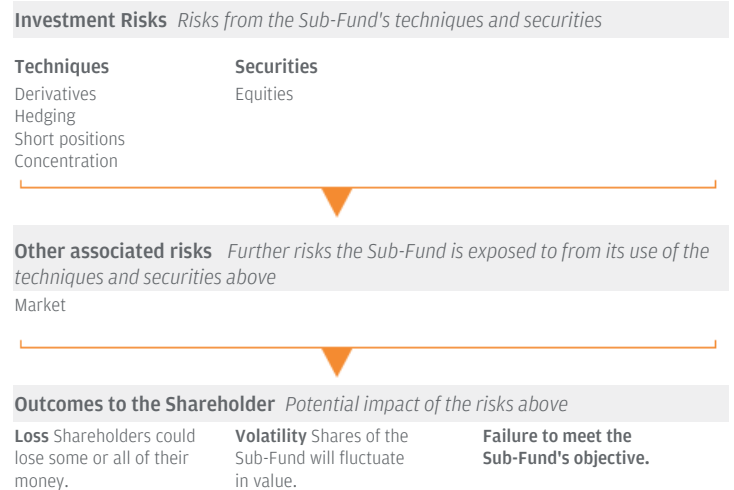 Investment Risks Risks from the Sub-Fund's techniques and securities
Techniques
Derivatives
Hedging
Short positions
Concentration
Securities
Equities
Other associated risks Further risks the Sub-Fund is exposed to from its use of the
techniques and securities above
Market
Outcomes to the Shareholder Potential impact of the risks above
Loss Shareholders could
lose some or all of their
money.
Volatility Shares of the
Sub-Fund will fluctuate
in value.
Failure to meet the
Sub-Fund's objective.